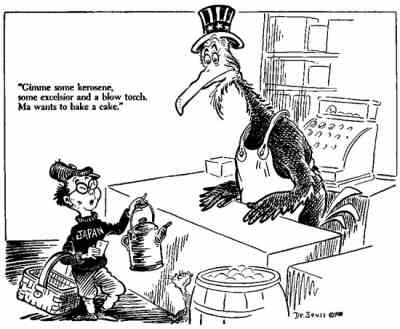 "Gimme some kerosene,
some excelsior and a blow torch.
Ma wants to bake a cake."
JAPAN
Dr. Seuss